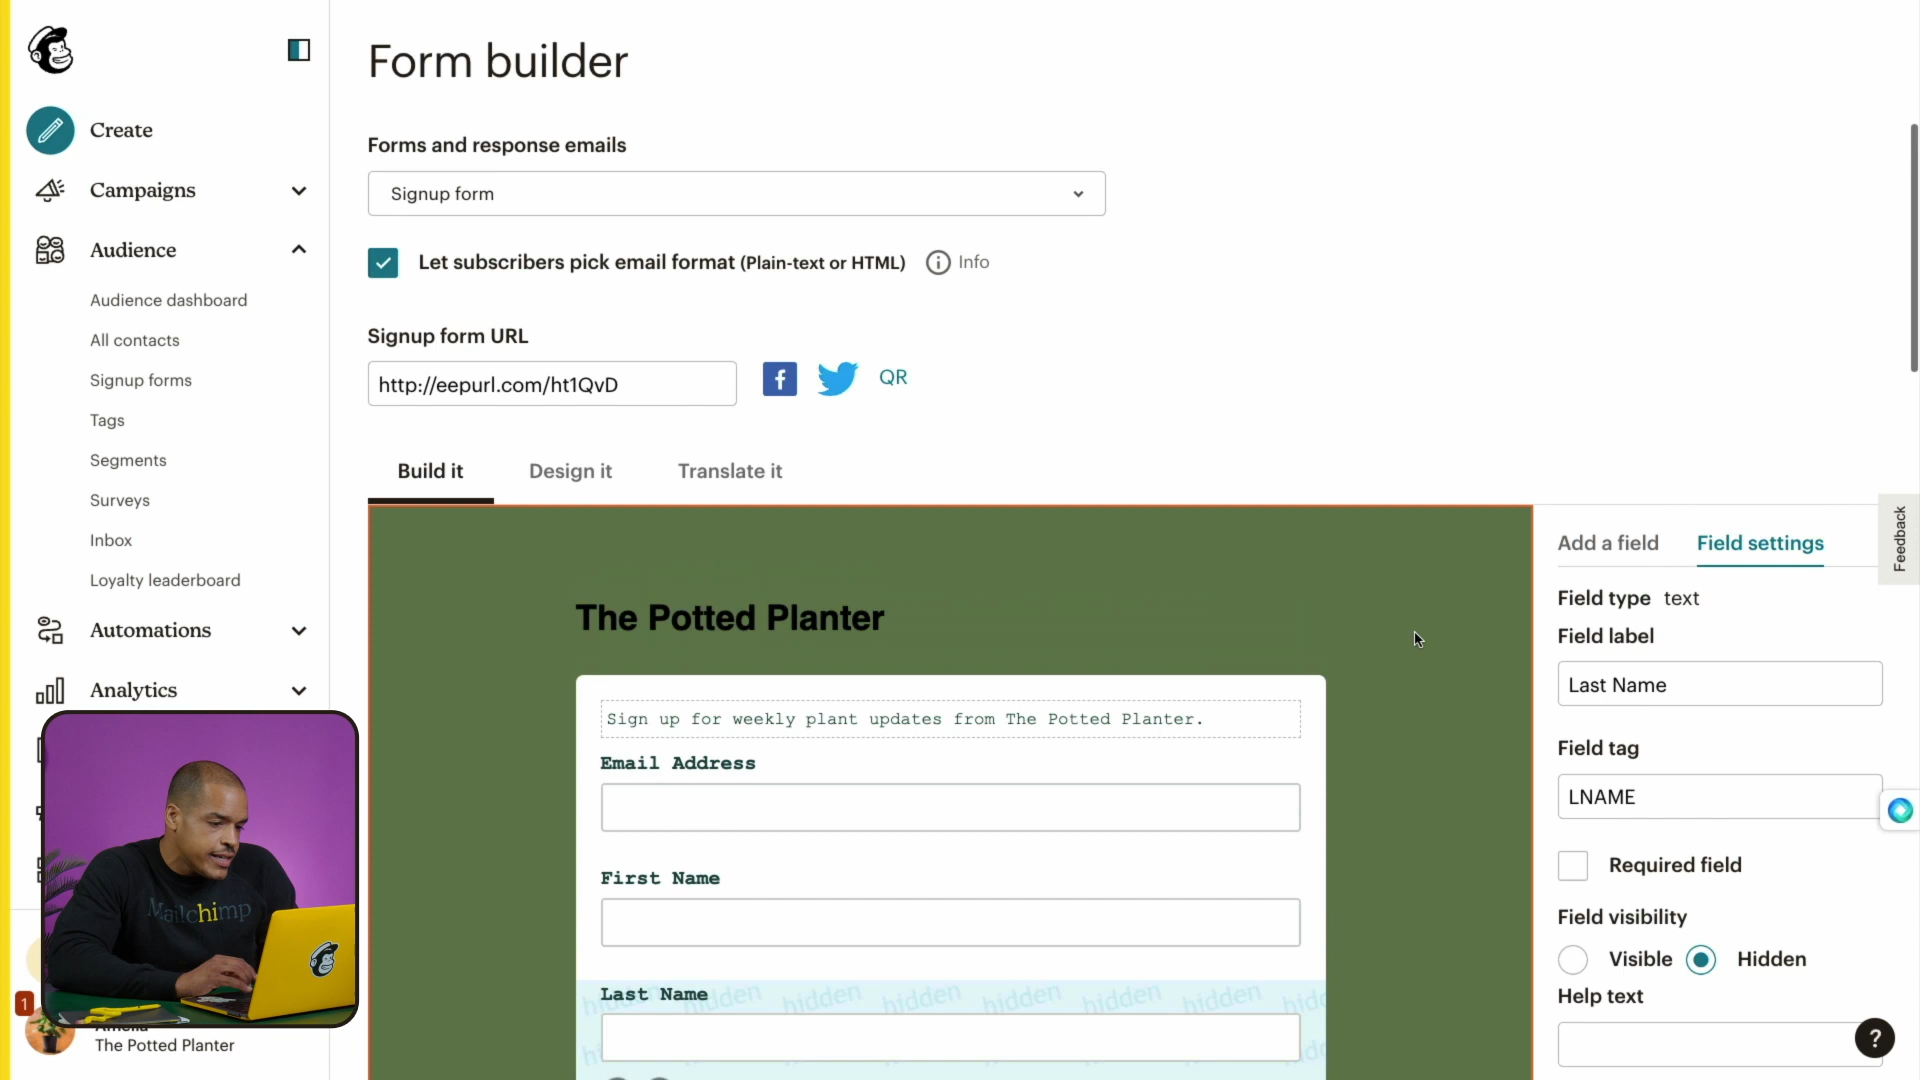 Create
Campaigns
Audience
Audience dashboard
All contacts
Signup forms
Tags
Segments
Surveys
Inbox
Loyalty leaderboard
Automations
Analytics
Mailchimp
1
The Potted Planter
Form builder
Forms and response emails
Signup form
Let subscribers pick email format (Plain-text or HTML)
Info
Signup form URL
http://eepurl.com/ht1QvD
QR
Build it
Design it
Translate it
The Potted Planter
Sign up for weekly plant updates from The Potted Planter.
Email Address
First Name
Last Name
hidden hidden hidden hidden hidden
Add a field
Field settings
Field type text
Field label
Last Name
Field tag
LNAME
Required field
Field visibility
Visible
Hidden
Help text
Feedback
?